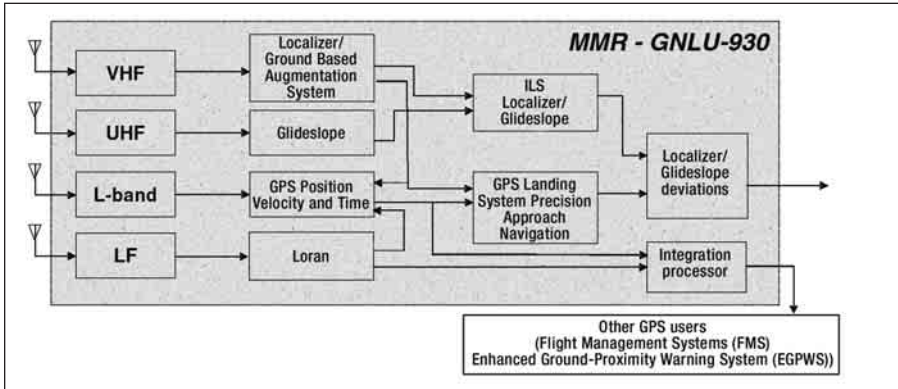 MMR - GNLU-930
VHF
Localizer/
Ground Based
Augmentation
System
ILS
Localizer/
Glideslope
UHF
Glideslope
Localizer/
Glideslope
deviations
L-band
GPS Position
Velocity and Time
GPS Landing
System Precision
Approach
Navigation
LF
Loran
Integration
processor
Other GPS users
(Flight Management Systems (FMS)
Enhanced Ground-Proximity Warning System (EGPWS))